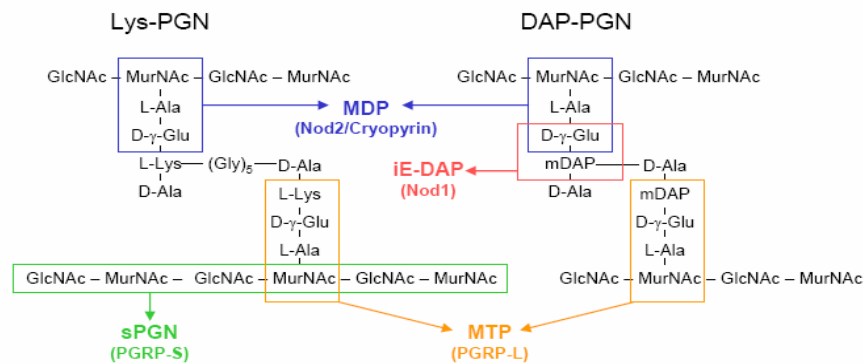 Lys-PGN DAP-PGN
GlcNAc – MurNAc – GlcNAc – MurNAc GlcNAc – MurNAc – GlcNAc – MurNAc
L-Ala MDP L-Ala
D-γ-Glu (Nod2/Cryopyrin) D-γ-Glu
L-Lys — (Gly)5 — D-Ala iE-DAP mDAP — D-Ala
D-Ala L-Lys (Nod1) D-Ala mDAP
D-γ-Glu D-γ-Glu
L-Ala L-Ala
GlcNAc – MurNAc – GlcNAc – MurNAc – GlcNAc – MurNAc GlcNAc – MurNAc – GlcNAc – MurNAc
sPGN MTP
(PGRP-S) (PGRP-L)